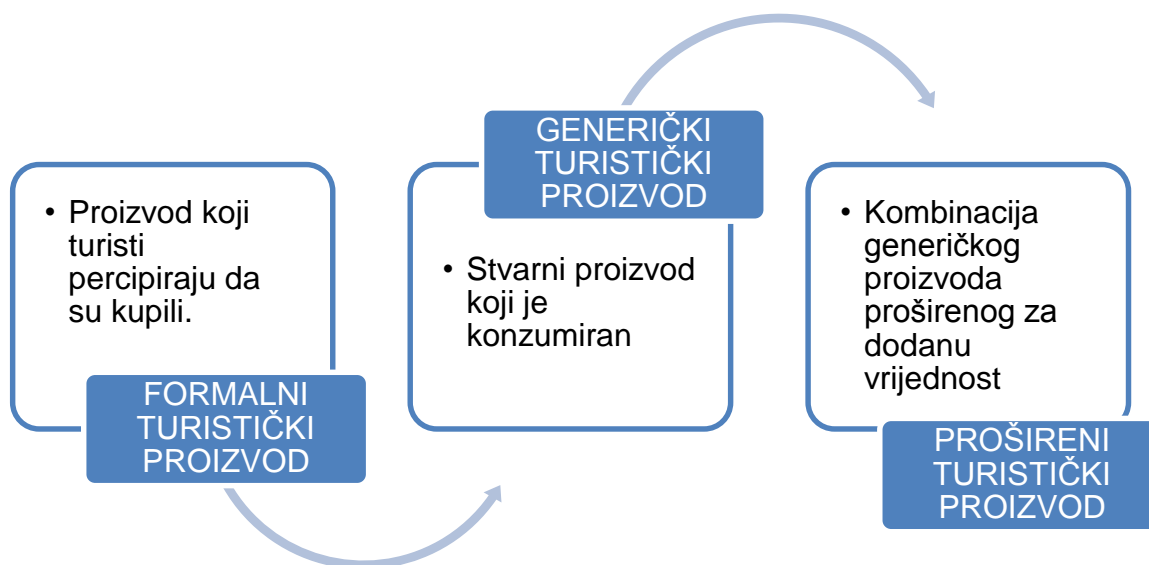 • Proizvod koji
turisti
percipiraju da
su kupili.
FORMALNI
TURISTIČKI
PROIZVOD
GENERIČKI
TURISTIČKI
PROIZVOD
• Stvarni proizvod
koji je
konzumiran
• Kombinacija
generičkog
proizvoda
proširenog za
dodanu
vrijednost
PROŠIRENI
TURISTIČKI
PROIZVOD